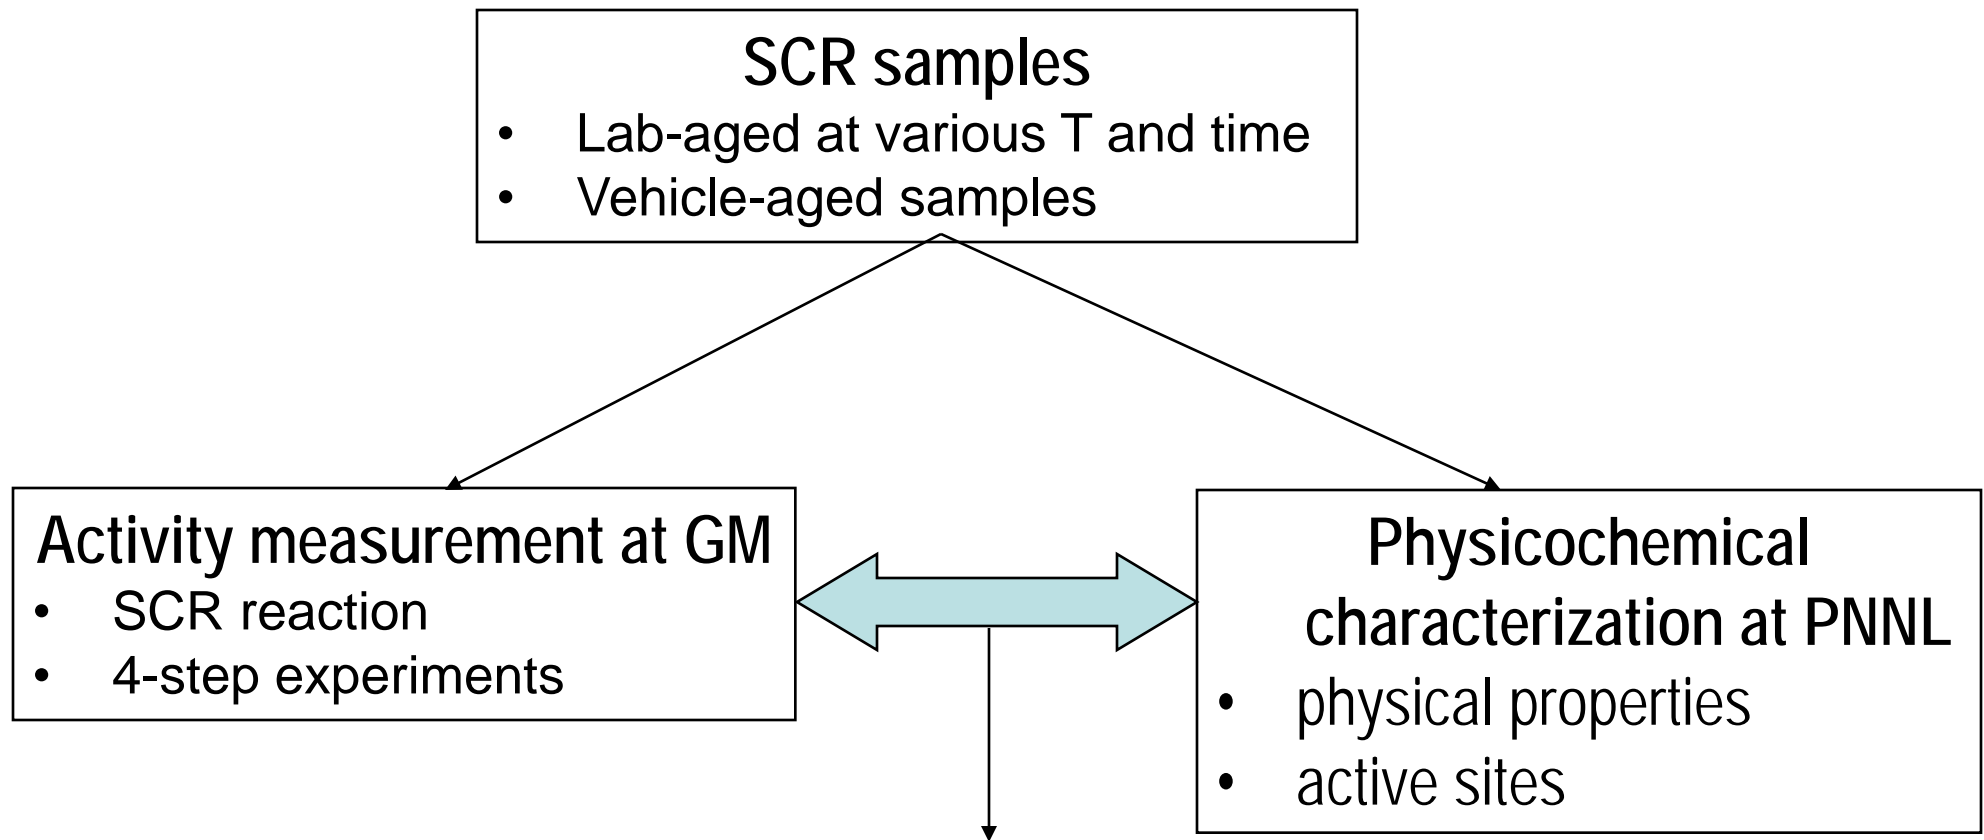 SCR samples
• Lab-aged at various T and time
• Vehicle-aged samples
Activity measurement at GM
• SCR reaction
• 4-step experiments
Physicochemical
characterization at PNNL
• physical properties
• active sites